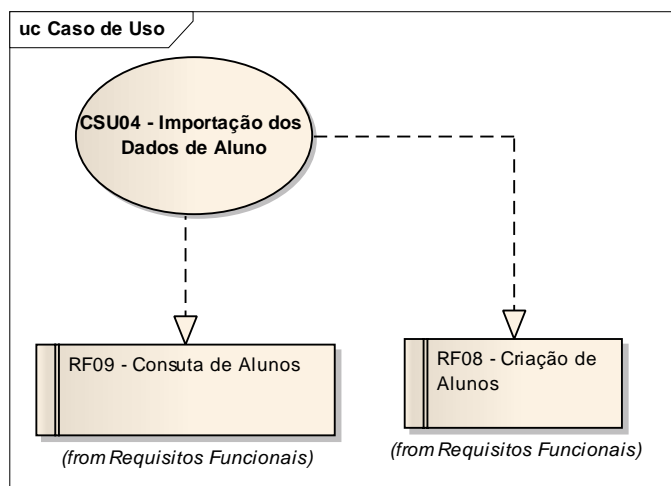 uc Caso de Uso
CSU04 - Importação dos
Dados de Aluno
RF09 - Consuta de Alunos
(from Requisitos Funcionais)
RF08 - Criação de
Alunos
(from Requisitos Funcionais)